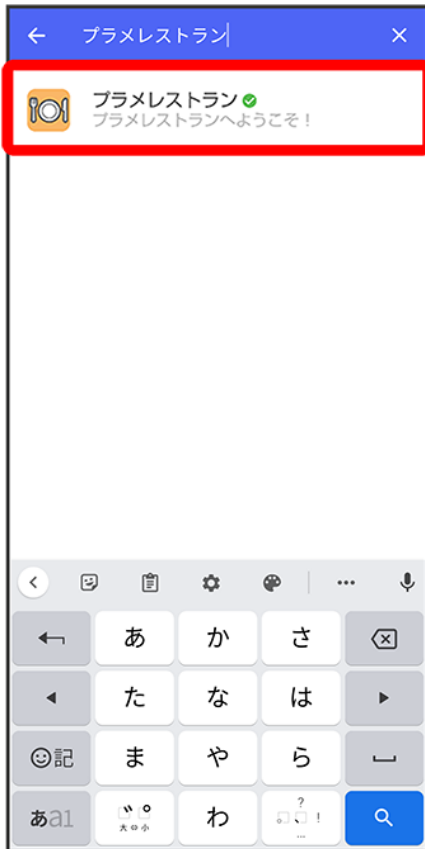 プラメレストラン
プラメレストラン
プラメレストランへようこそ！
あ
か
さ
た
な
は
記
ま
や
ら
あa1
大⇔小
わ
。、?!…